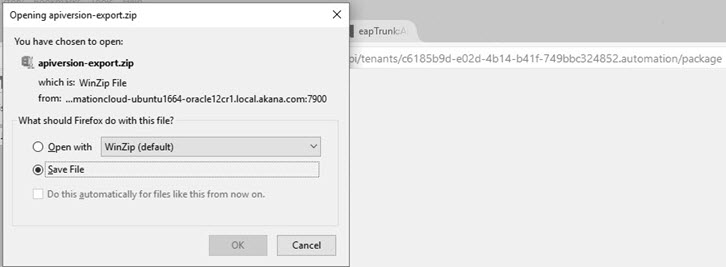 Opening apiversion-export.zip
eapTrunk:A
pi/tenants/c6185b9d-e02d-4b14-b41f-749bbc324852.automation/package
You have chosen to open:
apiversion-export.zip
which is: WinZip File
from: ...mationcloud-ubuntu1664-oracle12cr1.local.akana.com:7900
What should Firefox do with this file?
Open with WinZip (default)
Save File
Do this automatically for files like this from now on.
OK Cancel